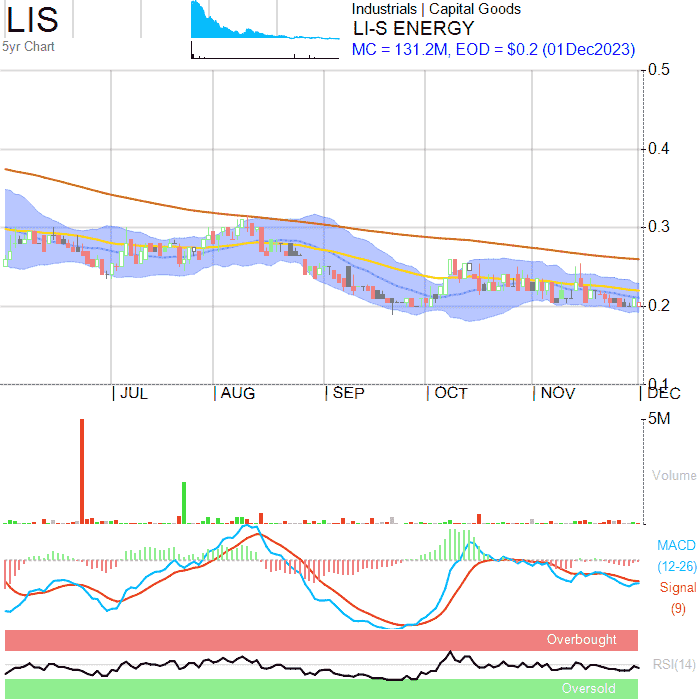 LIS
5yr Chart
Industrials | Capital Goods
LI-S ENERGY
MC = 131.2M, EOD = $0.2 (01Dec2023)
0.5
0.4
0.3
0.2
0.1
JUL AUG SEP OCT NOV DEC
5M
Volume
MACD
(12-26)
Signal
(9)
Overbought
RSI(14)
Oversold